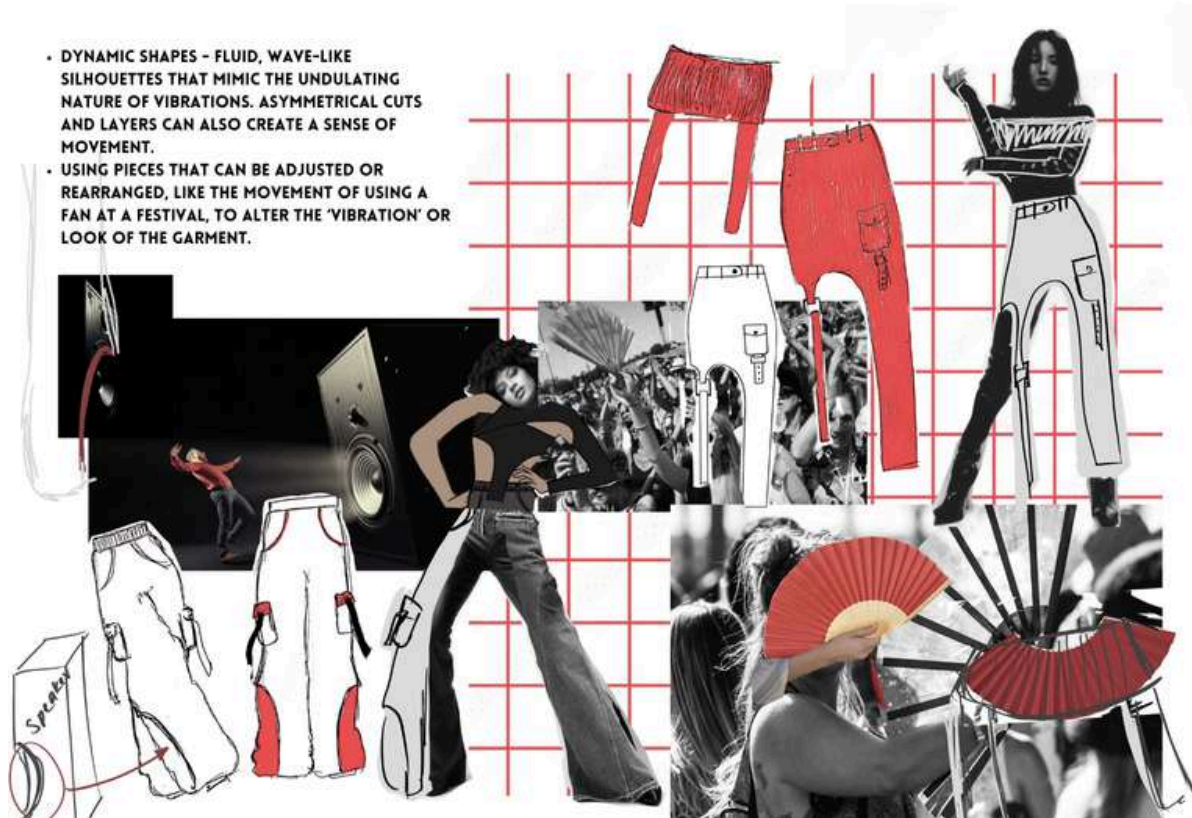 • DYNAMIC SHAPES - FLUID, WAVE-LIKE
SILHOUETTES THAT MIMIC THE UNDULATING
NATURE OF VIBRATIONS. ASYMMETRICAL CUTS
AND LAYERS CAN ALSO CREATE A SENSE OF
MOVEMENT.
• USING PIECES THAT CAN BE ADJUSTED OR
REARRANGED, LIKE THE MOVEMENT OF USING A
FAN AT A FESTIVAL, TO ALTER THE 'VIBRATION' OR
LOOK OF THE GARMENT.
Speaker